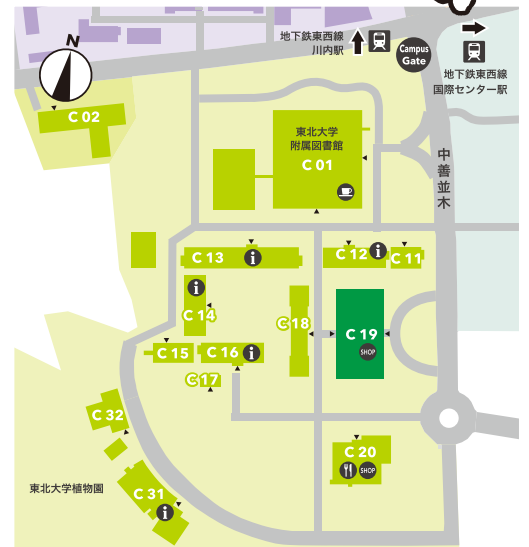 N
地下鉄東西線
川内駅
Campus
Gate
地下鉄東西線
国際センター駅
C 02
東北大学
附属図書館
C 01
中善並木
C 13
i
C 12
i
C 11
i
C 14
C 18
C 19
SHOP
C 15
C 16
i
C 17
C 32
C 20
SHOP
東北大学植物園
C 31
i